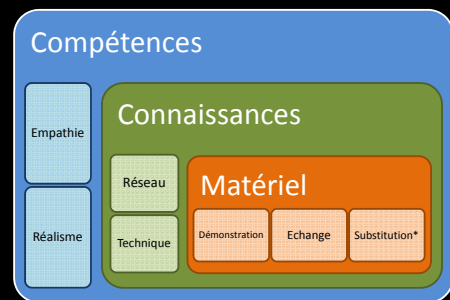 Compétences
Empathie
Réalisme
Connaissances
Réseau
Technique
Matériel
Démonstration
Echange
Substitution*